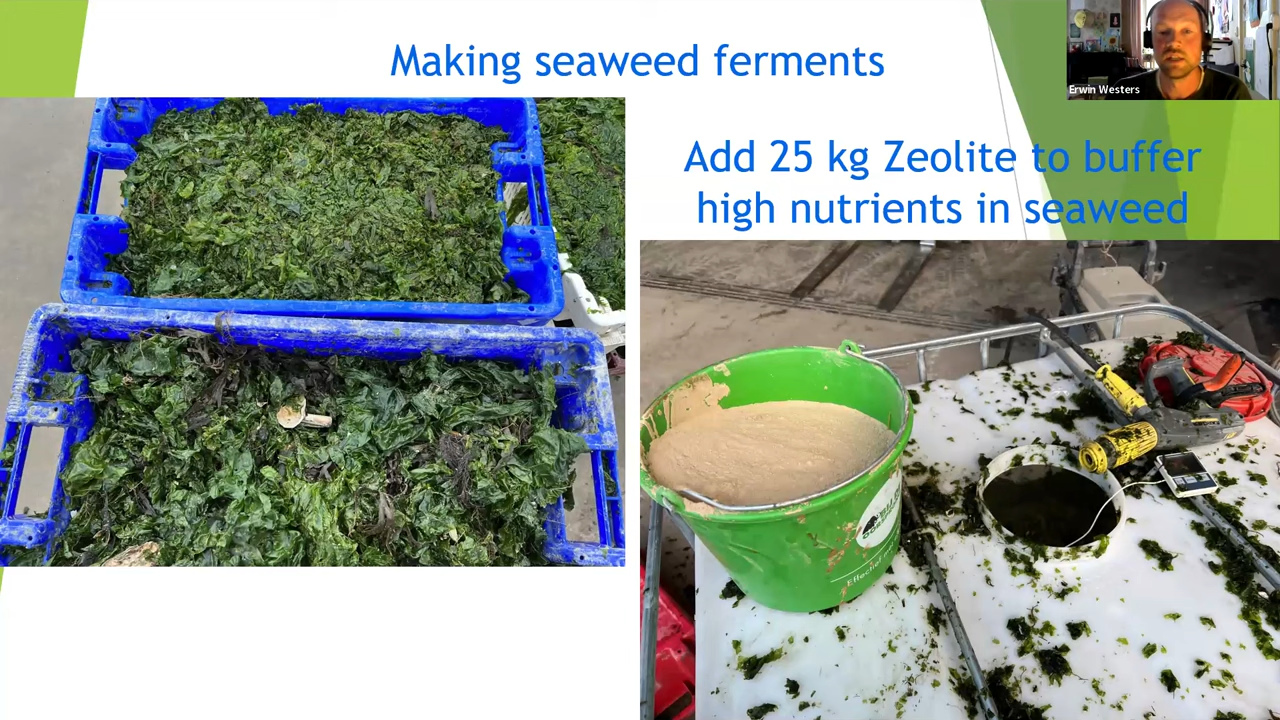 Making seaweed ferments
Erwin Westers
Add 25 kg Zeolite to buffer
high nutrients in seaweed